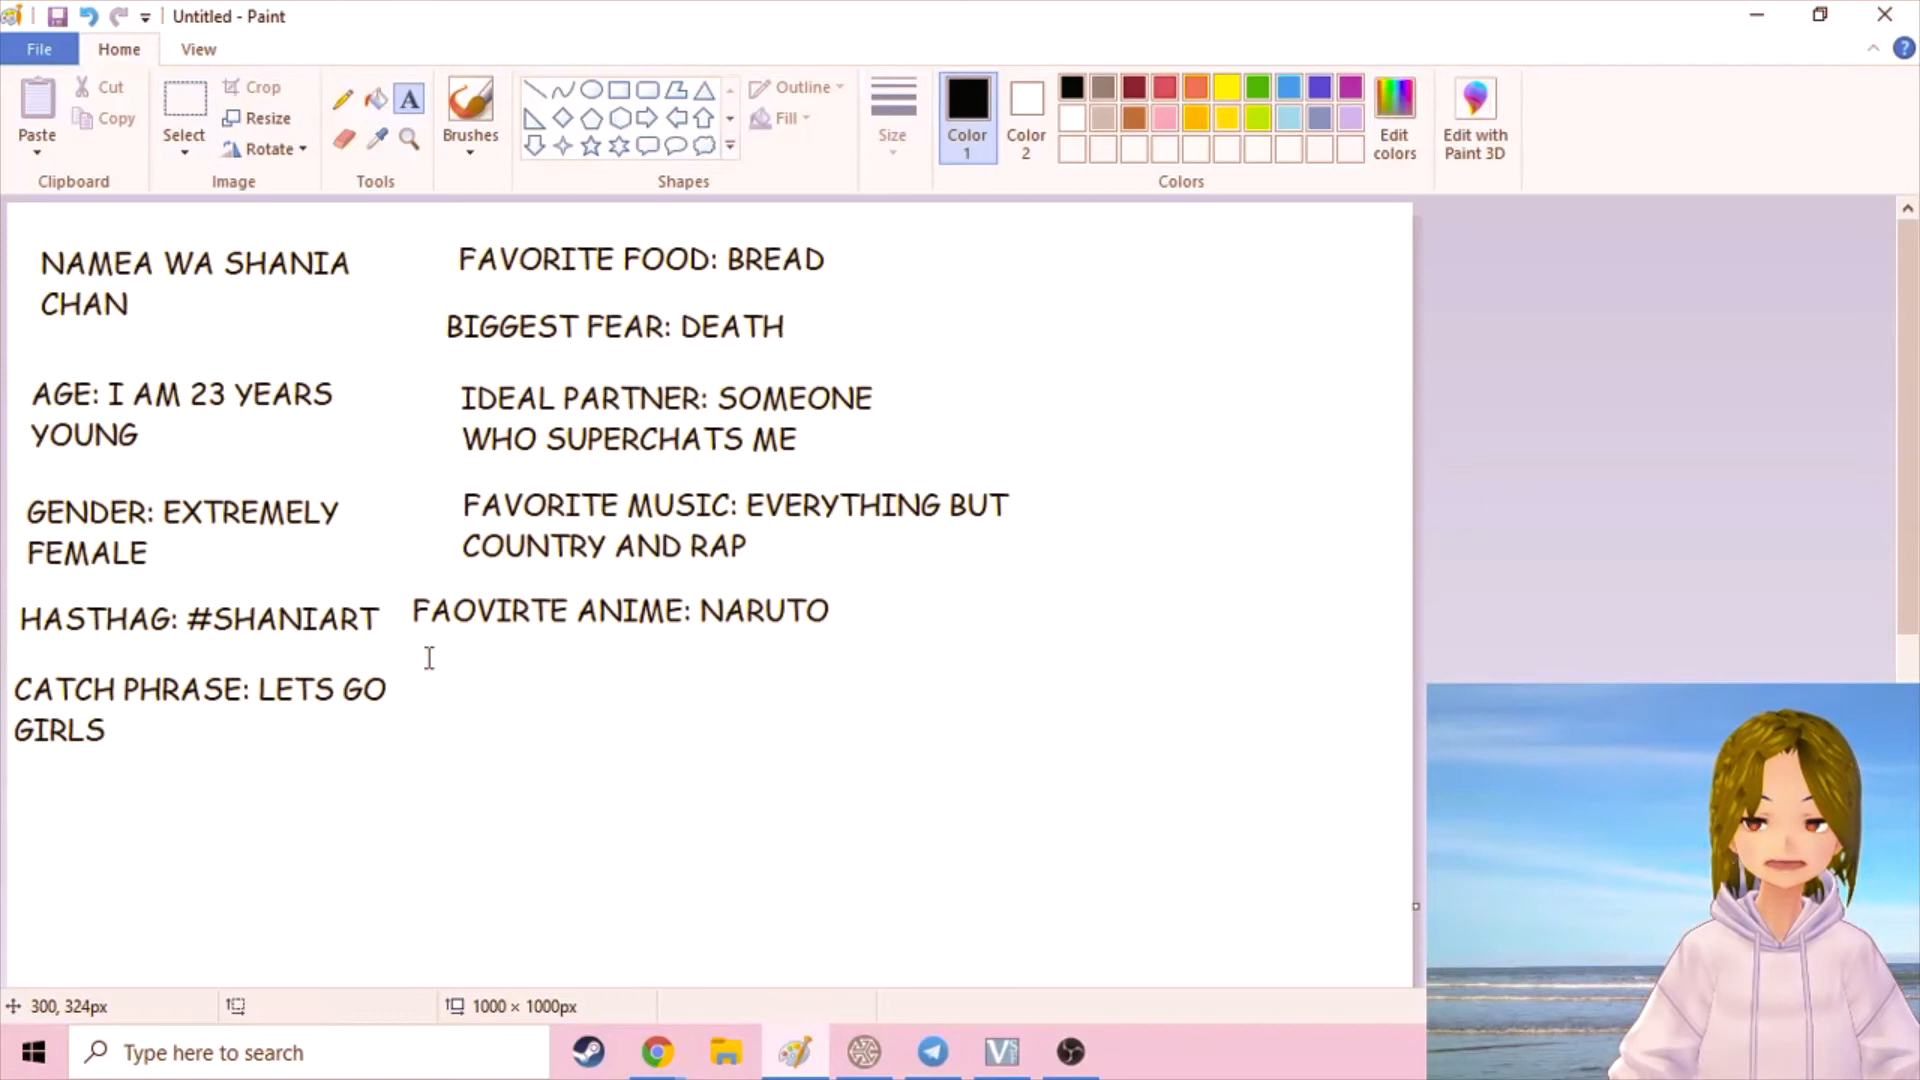 Untitled - Paint
File Home View
Paste
Cut
Copy
Clipboard
Select
Crop
Resize
Rotate
Image
A
Tools
Brushes
Shapes
Outline
Fill
Size
Color 1
Color 2
Edit colors
Colors
Edit with Paint 3D
?
NAMEA WA SHANIA
CHAN
AGE: I AM 23 YEARS
YOUNG
GENDER: EXTREMELY
FEMALE
HASTHAG: #SHANIART
CATCH PHRASE: LETS GO
GIRLS
FAVORITE FOOD: BREAD
BIGGEST FEAR: DEATH
IDEAL PARTNER: SOMEONE
WHO SUPERCHATS ME
FAVORITE MUSIC: EVERYTHING BUT
COUNTRY AND RAP
FAOVIRTE ANIME: NARUTO
300, 324px
1000 × 1000px
Type here to search